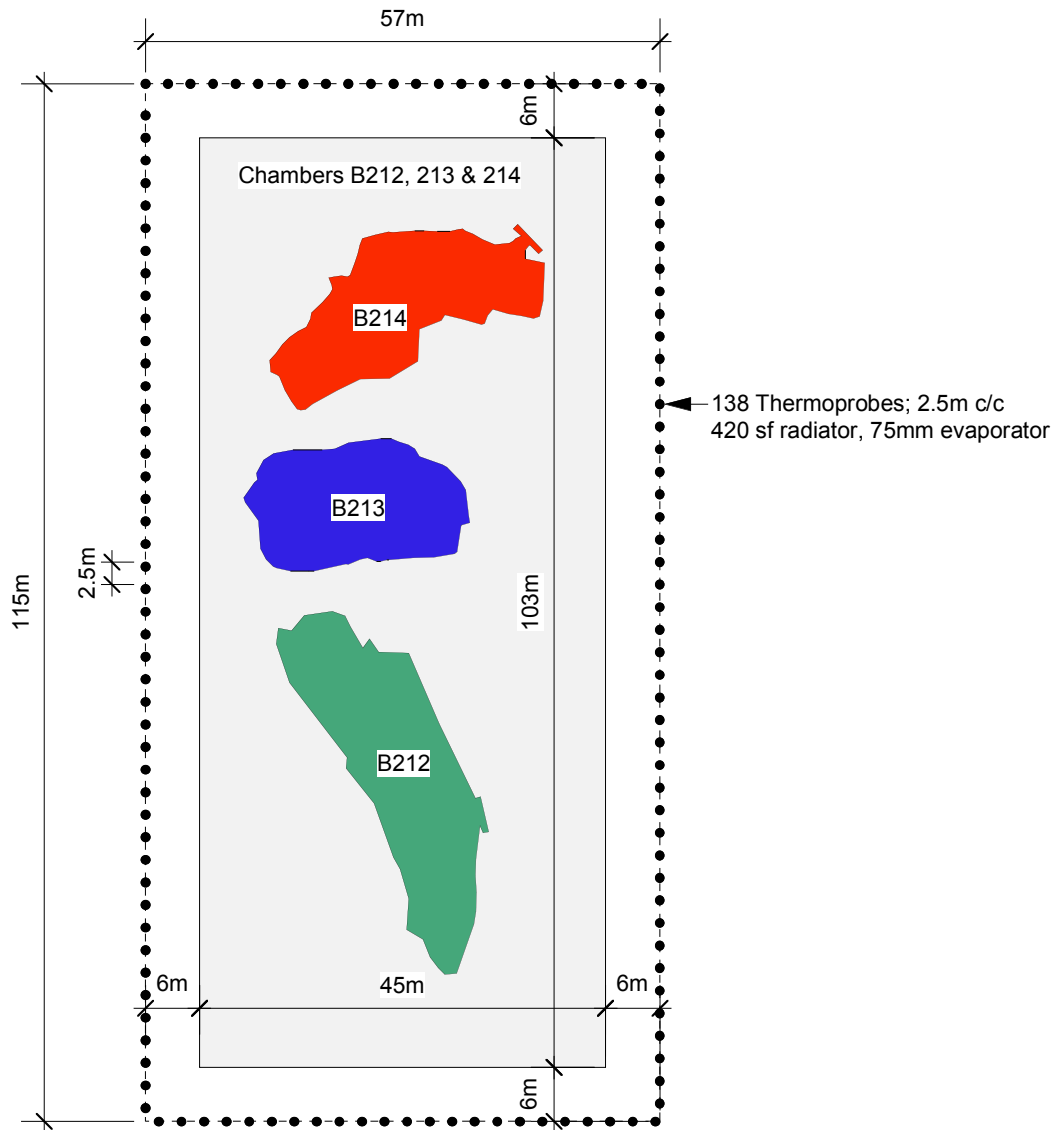 57m
6m
Chambers B212, 213 & 214
B214
138 Thermoprobes; 2.5m c/c
420 sf radiator, 75mm evaporator
B213
2.5m
115m
103m
B212
6m
45m
6m
6m